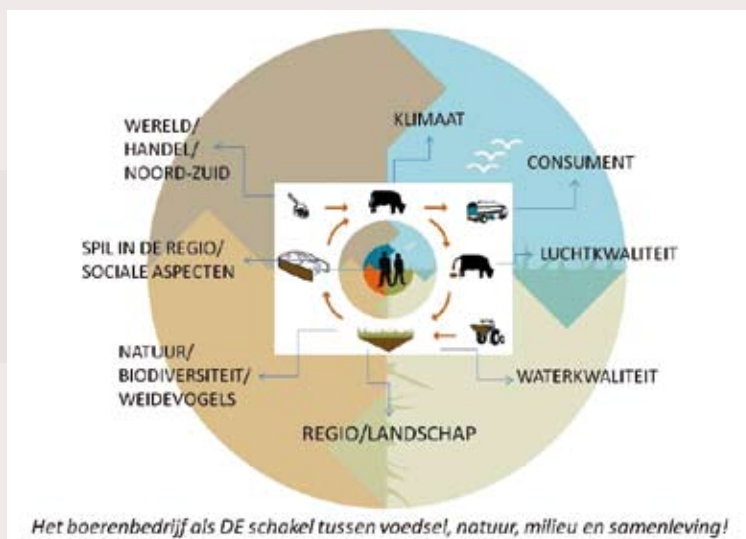 KLIMAAT
WERELD/
HANDEL/
NOORD-ZUID
CONSUMENT
SPIL IN DE REGIO/
SOCIALE ASPECTEN
LUCHTKWALITEIT
NATUUR/
BIODIVERSITEIT/
WEIDEVOGELS
WATERKWALITEIT
REGIO/LANDSCHAP
Het boerenbedrijf als DE schakel tussen voedsel, natuur, milieu en samenleving!